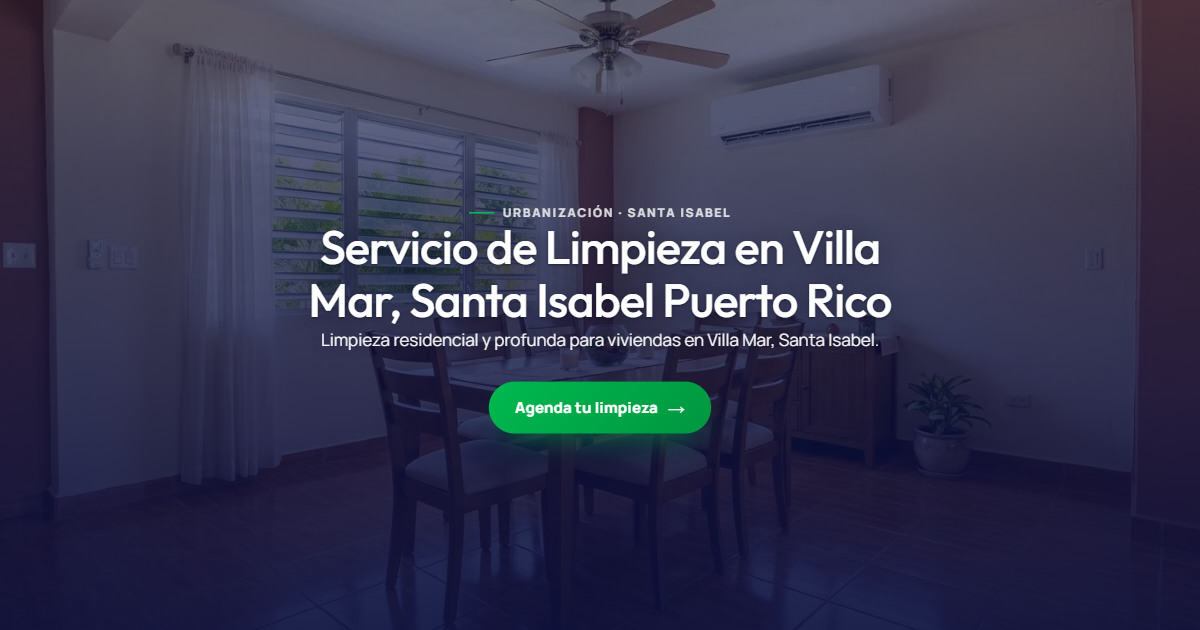 URBANIZACIÓN · SANTA ISABEL
Servicio de Limpieza en Villa
Mar, Santa Isabel Puerto Rico
Limpieza residencial y profunda para viviendas en Villa Mar, Santa Isabel.
Agenda tu limpieza →